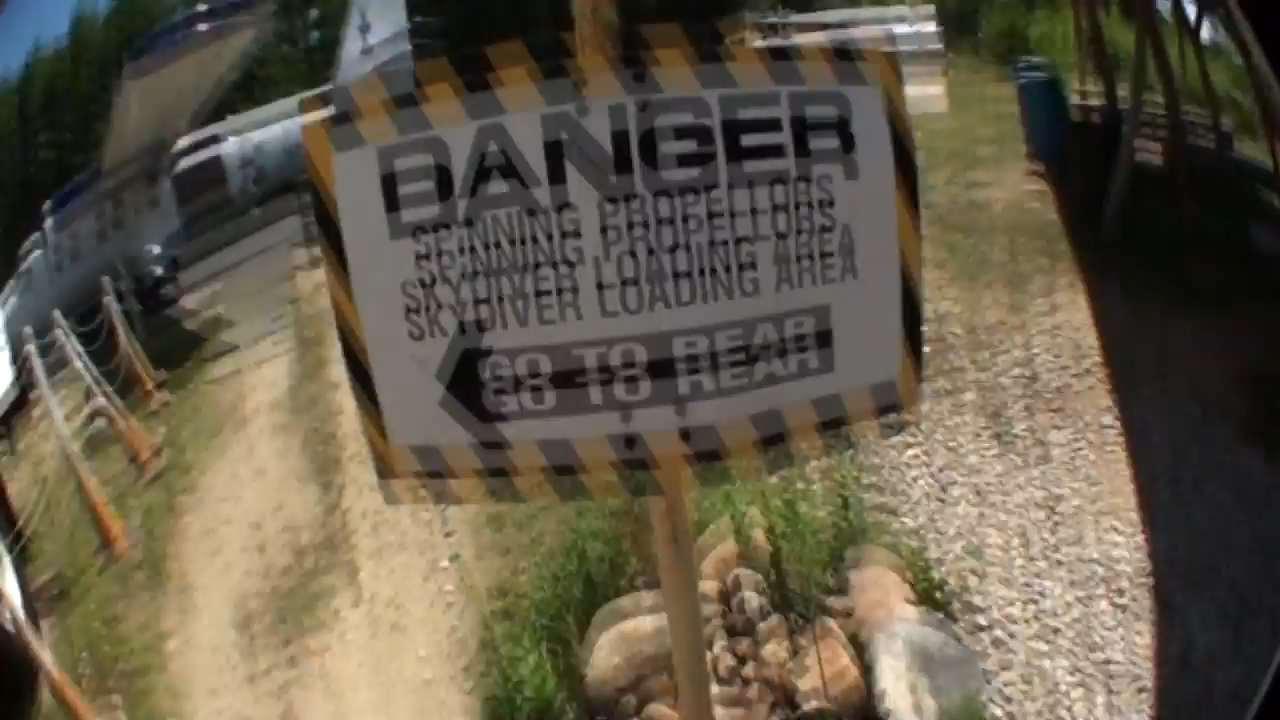 DANGER
SPINNING PROPELLORS
SKYDIVER LOADING AREA
GO TO REAR